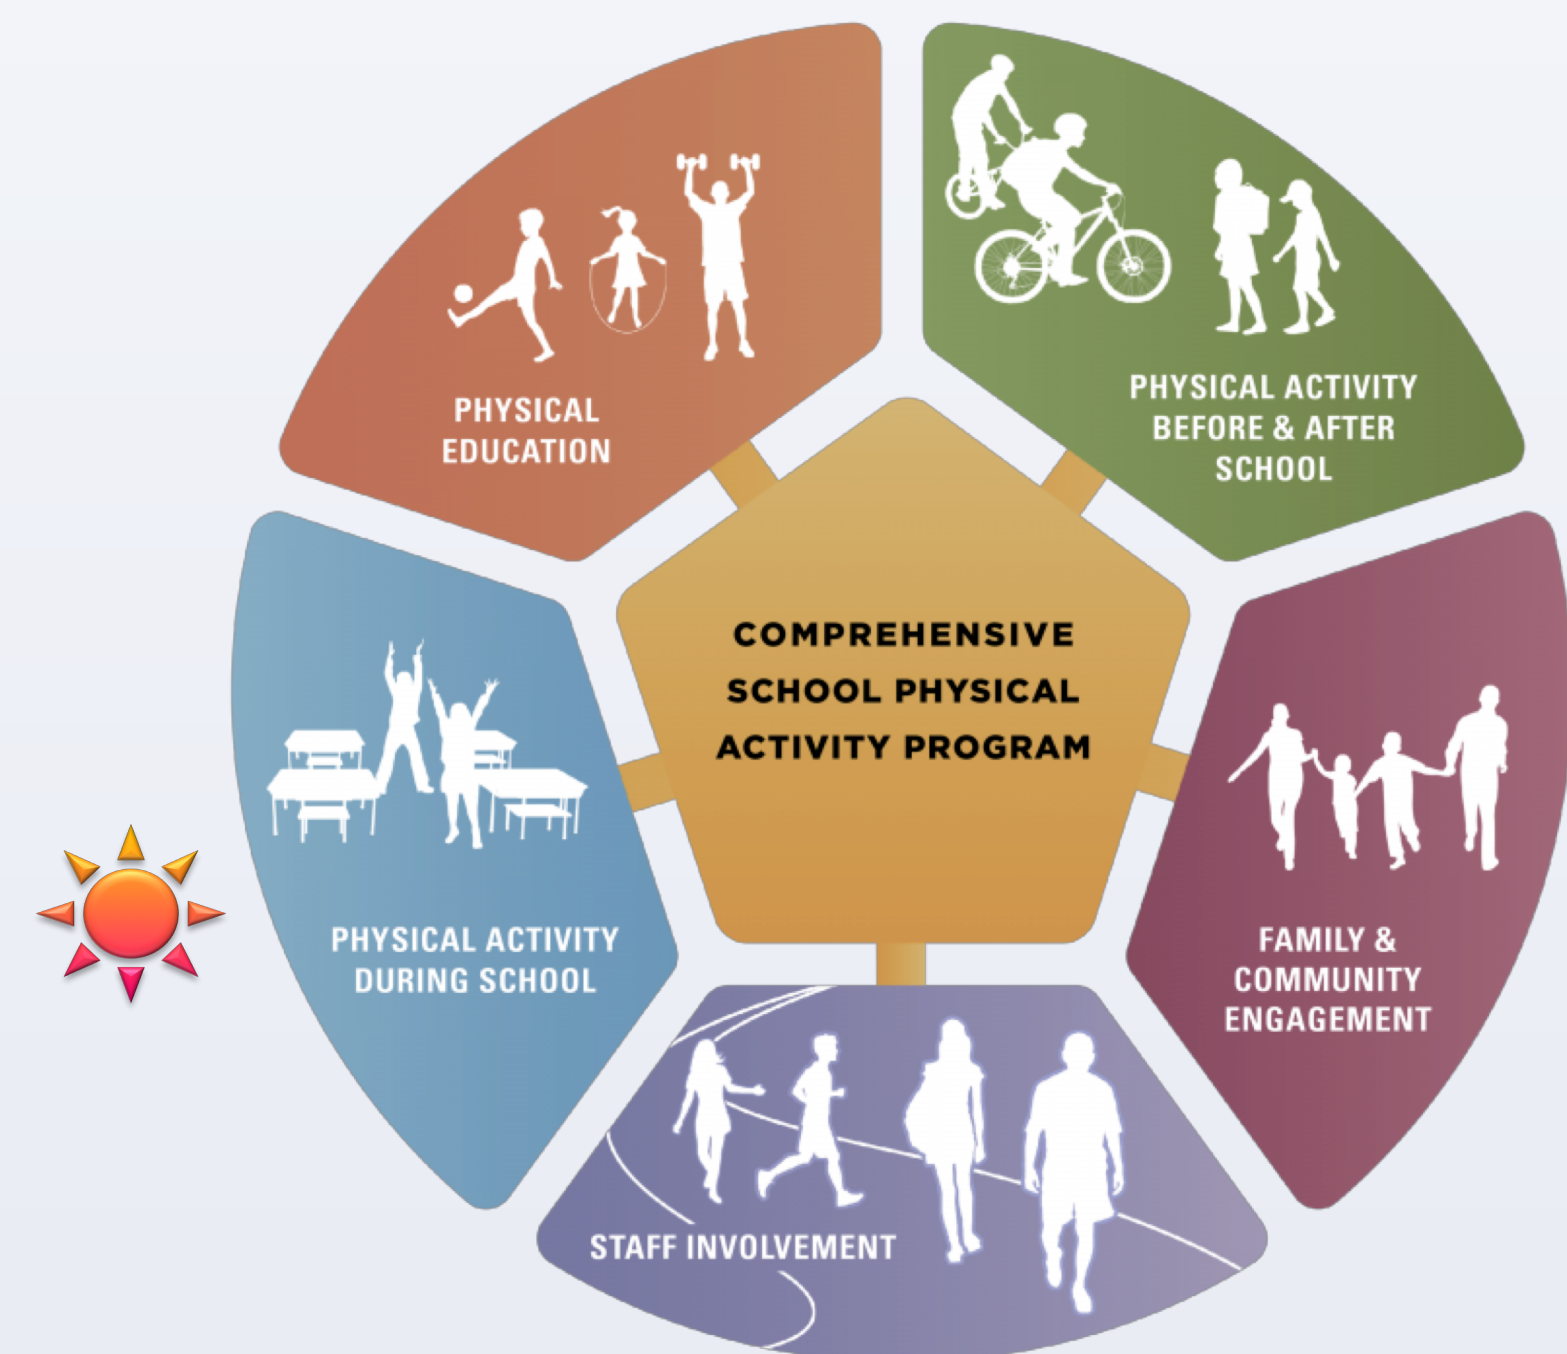 PHYSICAL
EDUCATION
PHYSICAL ACTIVITY
BEFORE & AFTER
SCHOOL
COMPREHENSIVE
SCHOOL PHYSICAL
ACTIVITY PROGRAM
PHYSICAL ACTIVITY
DURING SCHOOL
FAMILY &
COMMUNITY
ENGAGEMENT
STAFF INVOLVEMENT